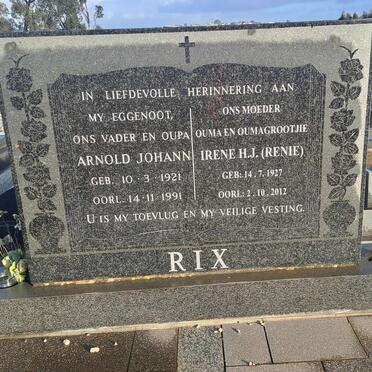 IN LIEFDEVOLLE HERINNERING AAN
MY EGGENOOT,
ONS VADER EN OUPA
ARNOLD JOHANN
GEB. 10·3·1921
OORL. 14·11·1991
ONS MOEDER
OUMA EN OUMAGROOTJIE
IRENE H.J. (RENIE)
GEB: 14.7.1927
OORL: 2.10.2012
U IS MY TOEVLUG EN MY VEILIGE VESTING.
RIX